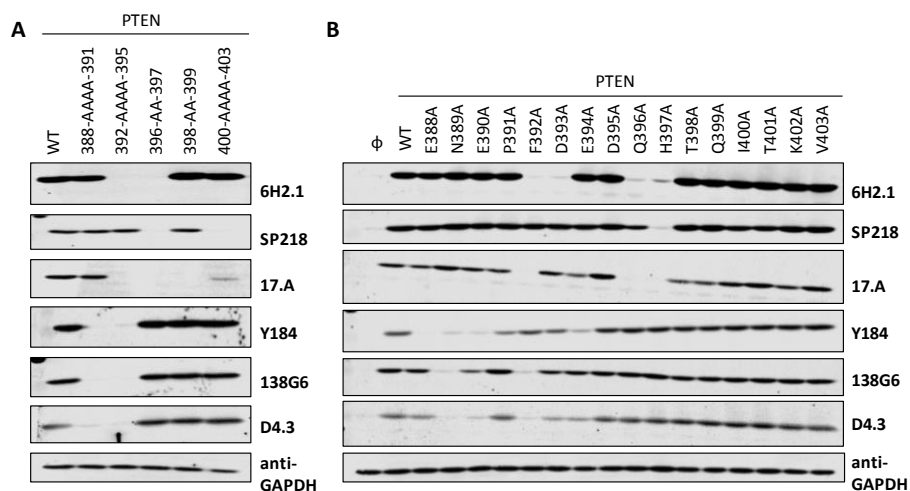 A
PTEN
WT
388-AAAA-391
392-AAAA-395
396-AA-397
398-AA-399
400-AAAA-403
6H2.1
SP218
17.A
Y184
138G6
D4.3
anti-
GAPDH
B
PTEN
ф
WT
E388A
N389A
E390A
P391A
F392A
D393A
E394A
D395A
Q396A
H397A
T398A
Q399A
I400A
T401A
K402A
V403A
6H2.1
SP218
17.A
Y184
138G6
D4.3
anti-
GAPDH